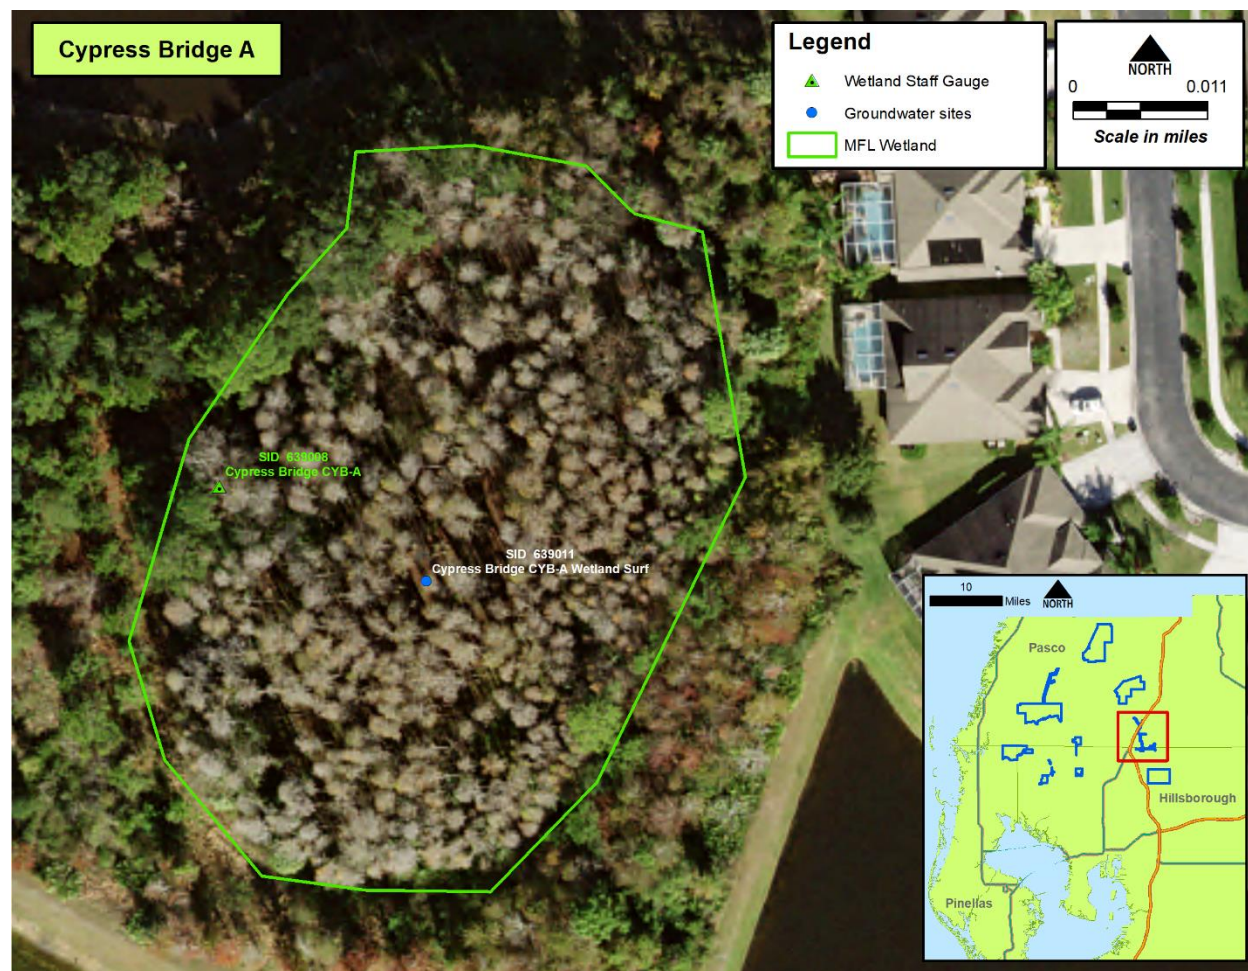 Cypress Bridge A
Legend
Wetland Staff Gauge
Groundwater sites
MFL Wetland
NORTH
0 0.011
Scale in miles
SID 639008
Cypress Bridge CYB-A
SID 639011
Cypress Bridge CYB-A Wetland Surf
10
Miles
NORTH
Pasco
Hillsborough
Pinellas